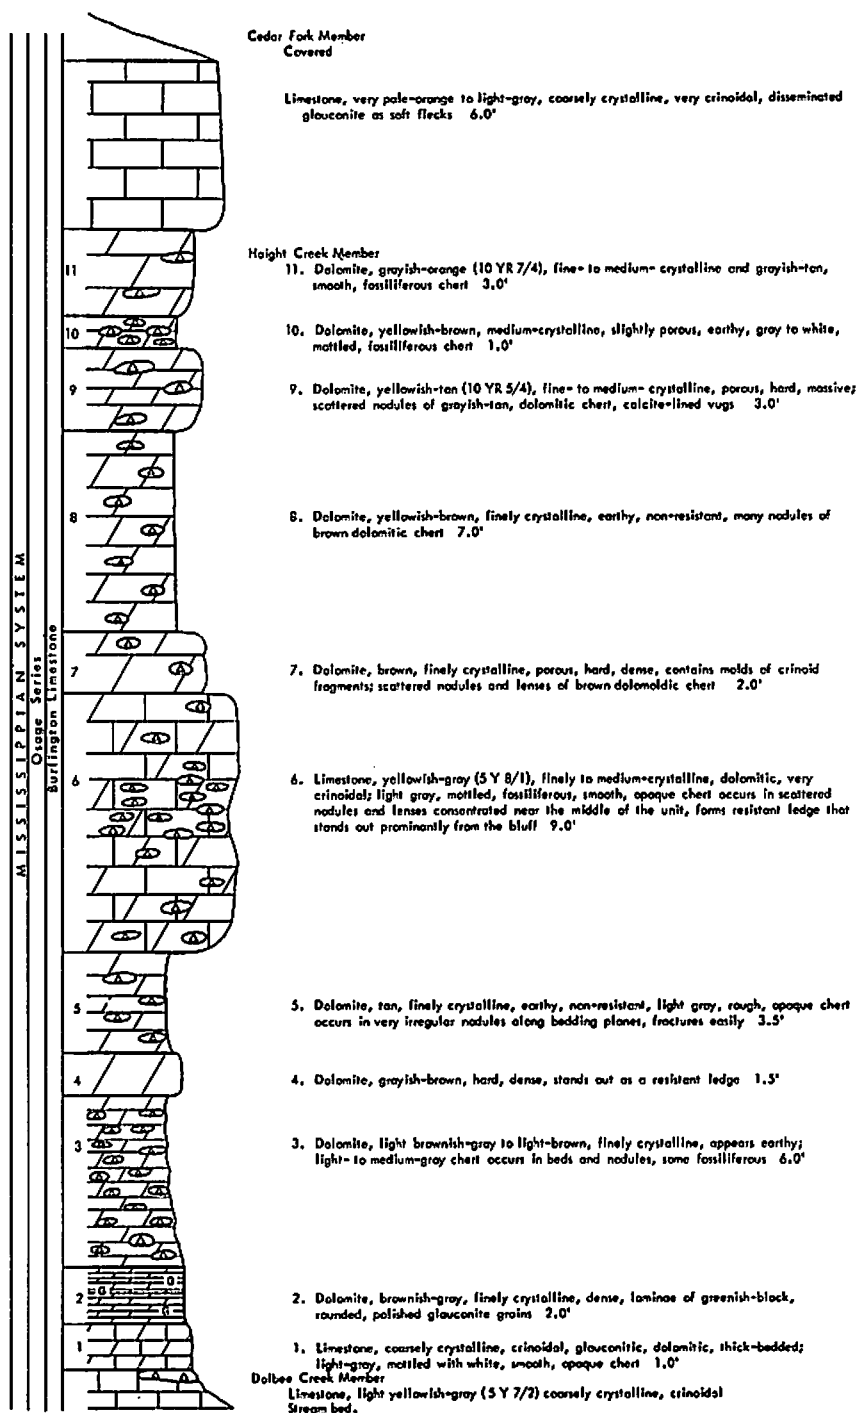 Cedar Fork Member
Covered
Limestone, very pale-orange to light-gray, coarsely crystalline, very crinoidal, disseminated
glauconite as soft flecks 6.0'
Haight Creek Member
11. Dolomite, grayish-orange (10 YR 7/4), fine- to medium- crystalline and grayish-tan,
smooth, fossiliferous chert 3.0'
10. Dolomite, yellowish-brown, medium-crystalline, slightly porous, earthy, gray to white,
mottled, fossiliferous chert 1.0'
9. Dolomite, yellowish-tan (10 YR 5/4), fine- to medium- crystalline, porous, hard, massive;
scattered nodules of grayish-tan, dolomitic chert, calcite-lined vugs 3.0'
8. Dolomite, yellowish-brown, finely crystalline, earthy, non-resistant, many nodules of
brown dolomitic chert 7.0'
7. Dolomite, brown, finely crystalline, porous, hard, dense, contains molds of crinoid
fragments; scattered nodules and lenses of brown dolomoldic chert 2.0'
6. Limestone, yellowish-gray (5 Y 8/1), finely to medium-crystalline, dolomitic, very
crinoidal; light gray, mottled, fossiliferous, smooth, opaque chert occurs in scattered
nodules and lenses consantrated near the middle of the unit, forms resistant ledge that
stands out prominantly from the bluff 9.0'
5. Dolomite, tan, finely crystalline, earthy, non-resistant, light gray, rough, opaque chert
occurs in very irregular nodules along bedding planes, fractures easily 3.5'
4. Dolomite, grayish-brown, hard, dense, stands out as a resistant ledge 1.5'
3. Dolomite, light brownish-gray to light-brown, finely crystalline, appears earthy;
light- to medium-gray chert occurs in beds and nodules, some fossiliferous 6.0'
2. Dolomite, brownish-gray, finely crystalline, dense, laminae of greenish-black,
rounded, polished glauconite grains 2.0'
1. Limestone, coarsely crystalline, crinoidal, glauconitic, dolomitic, thick-bedded;
light-gray, mottled with white, smooth, opaque chert 1.0'
Dolbee Creek Member
Limestone, light yellowish-gray (5 Y 7/2) coarsely crystalline, crinoidal
Stream bed.
MISSISSIPPIAN SYSTEM
Osage Series
Burlington Limestone
11
10
9
8
7
6
5
4
3
2
G
G
G
1